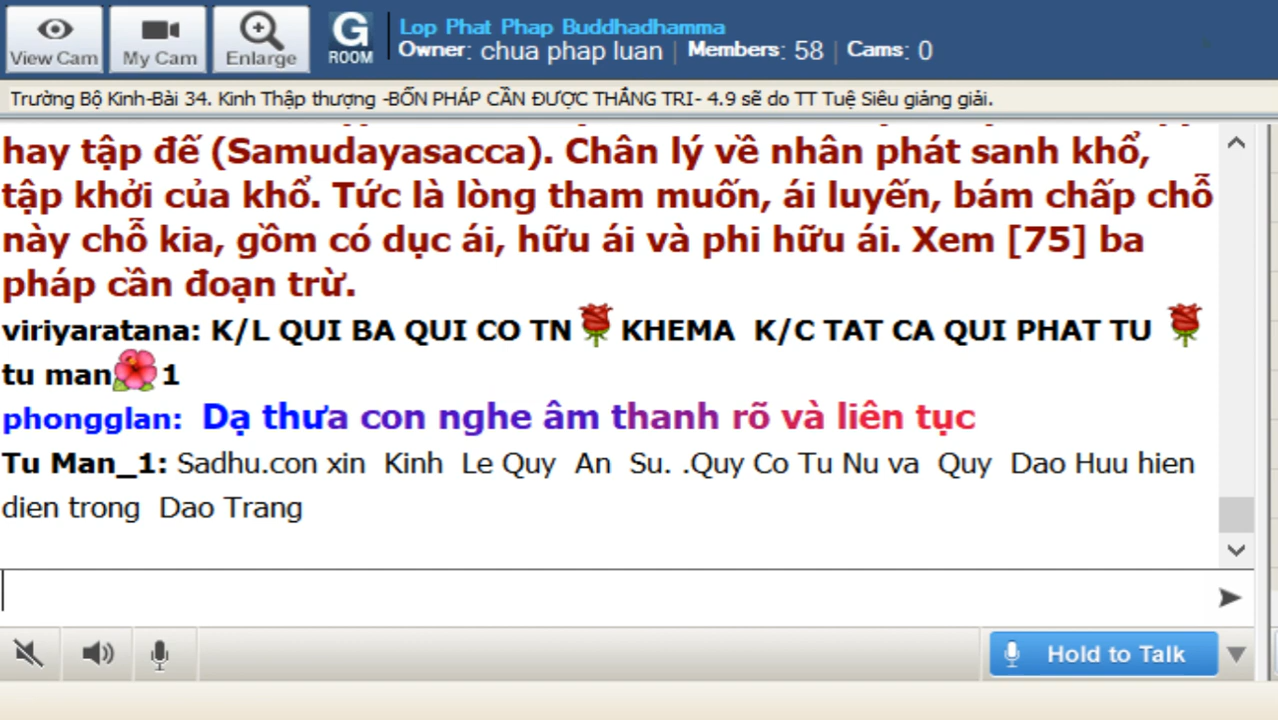 View Cam
My Cam
Enlarge
G
ROOM
Lop Phat Phap Buddhadhamma
Owner: chua phap luan | Members: 58 | Cams: 0
Trường Bộ Kinh-Bài 34. Kinh Thập thượng -BỐN PHÁP CẦN ĐƯỢC THẮNG TRI- 4.9 sẽ do TT Tuệ Siêu giảng giải.
hay tập đế (Samudayasacca). Chân lý về nhân phát sanh khổ,
tập khởi của khổ. Tức là lòng tham muốn, ái luyến, bám chấp chỗ
này chỗ kia, gồm có dục ái, hữu ái và phi hữu ái. Xem [75] ba
pháp cần đoạn trừ.
viriyaratana: K/L QUI BA QUI CO TN KHEMA K/C TAT CA QUI PHAT TU
tu man 1
phongglan: Dạ thưa con nghe âm thanh rõ và liên tục
Tu Man_1: Sadhu.con xin Kinh Le Quy An Su. .Quy Co Tu Nu va Quy Dao Huu hien
dien trong Dao Trang
Hold to Talk